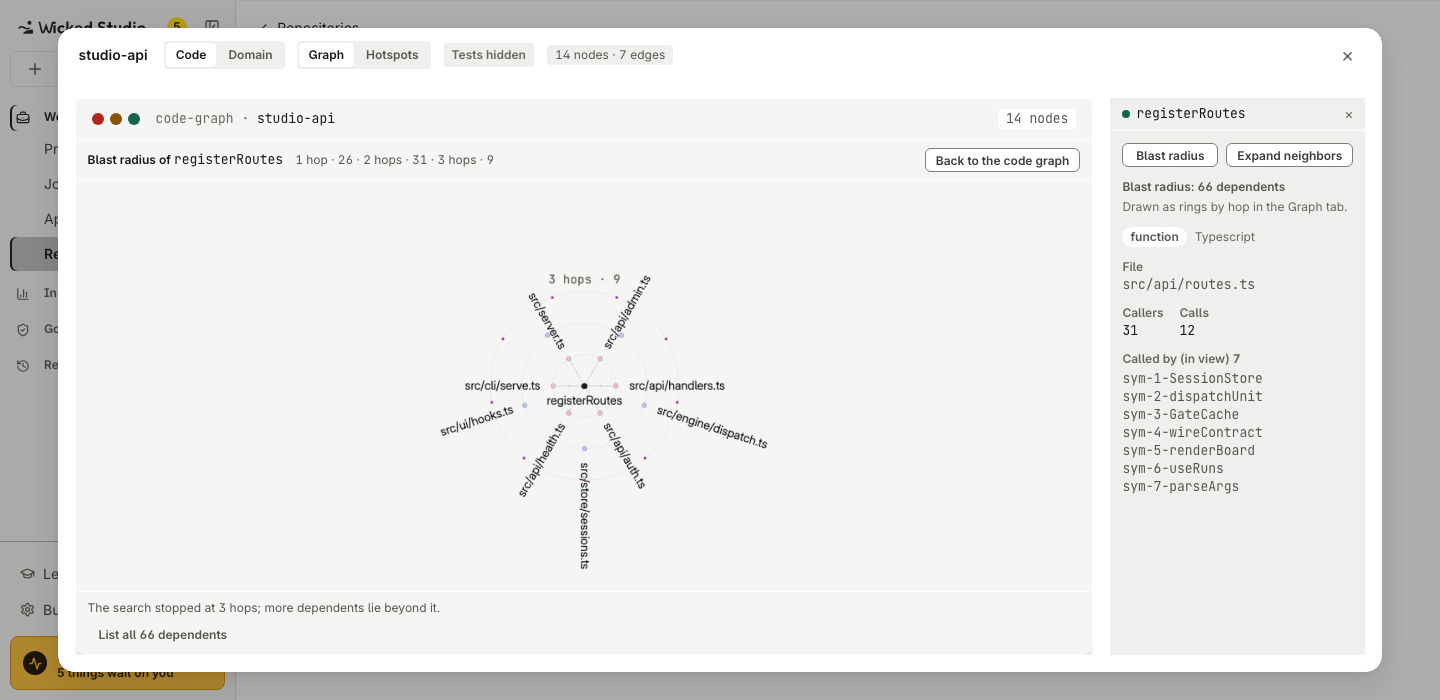 Wicked Studio
5
Repositories
studio-api
Code
Domain
Graph
Hotspots
Tests hidden
14 nodes · 7 edges
×
code-graph · studio-api
14 nodes
Blast radius of registerRoutes
1 hop · 26 · 2 hops · 31 · 3 hops · 9
Back to the code graph
3 hops · 9
src/server.ts
src/api/admin.ts
src/cli/serve.ts
src/api/handlers.ts
registerRoutes
src/ui/hooks.ts
src/engine/dispatch.ts
src/api/health.ts
src/api/auth.ts
src/store/sessions.ts
The search stopped at 3 hops; more dependents lie beyond it.
List all 66 dependents
registerRoutes
×
Blast radius
Expand neighbors
Blast radius: 66 dependents
Drawn as rings by hop in the Graph tab.
function
Typescript
File
src/api/routes.ts
Callers
Calls
31
12
Called by (in view) 7
sym-1-SessionStore
sym-2-dispatchUnit
sym-3-GateCache
sym-4-wireContract
sym-5-renderBoard
sym-6-useRuns
sym-7-parseArgs
5 things wait on you